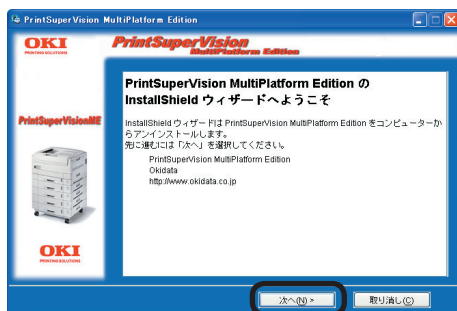 PrintSuperVision MultiPlatform Edition
OKI
PRINTING SOLUTIONS
PrintSuperVision
MultiPlatform Edition
PrintSuperVision MultiPlatform Edition の
InstallShield ウィザードへようこそ
PrintSuperVisionME
InstallShield ウィザードは PrintSuperVision MultiPlatform Edition をコンピューターか
らアンインストールします。
先に進むには「次へ」を選択してください。
PrintSuperVision MultiPlatform Edition
Okidata
http://www.okidata.co.jp
OKI
PRINTING SOLUTIONS
次へ(N) >
取り消し(C)